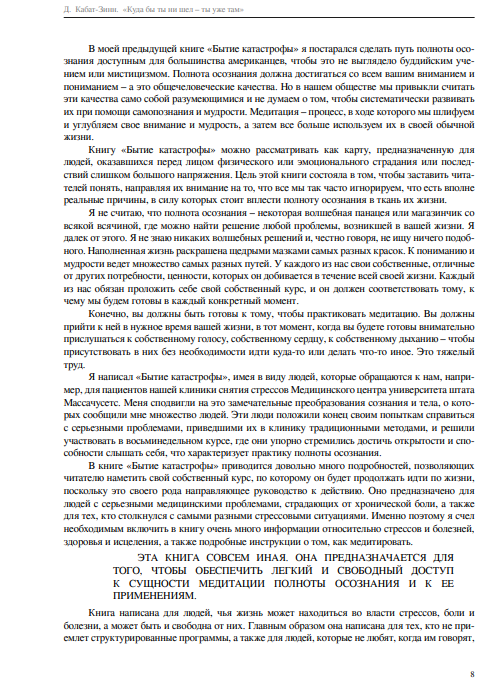 Д. Кабат-Зинн. «Куда бы ты ни шел – ты уже там»
В моей предыдущей книге «Бытие катастрофы» я постарался сделать путь полноты осо-
знания доступным для большинства американцев, чтобы это не выглядело буддийским уче-
нием или мистицизмом. Полнота осознания должна достигаться со всем вашим вниманием и
пониманием – а это общечеловеческие качества. Но в нашем обществе мы привыкли считать
эти качества само собой разумеющимися и не думаем о том, чтобы систематически развивать
их при помощи самопознания и мудрости. Медитация – процесс, в ходе которого мы шлифуем
и углубляем свое внимание и мудрость, а затем все больше используем их в своей обычной
жизни.
Книгу «Бытие катастрофы» можно рассматривать как карту, предназначенную для
людей, оказавшихся перед лицом физического или эмоционального страдания или послед-
ствий слишком большого напряжения. Цель этой книги состояла в том, чтобы заставить чита-
телей понять, направляя их внимание на то, что все мы так часто игнорируем, что есть вполне
реальные причины, в силу которых стоит вплести полноту осознания в ткань их жизни.
Я не считаю, что полнота осознания – некоторая волшебная панацея или магазинчик со
всякой всячиной, где можно найти решение любой проблемы, возникшей в вашей жизни. Я
далек от этого. Я не знаю никаких волшебных решений и, честно говоря, не ищу ничего подоб-
ного. Наполненная жизнь раскрашена щедрыми мазками самых разных красок. К пониманию и
мудрости ведет множество самых разных путей. У каждого из нас свои собственные, отличные
от других потребности, ценности, которых он добивается в течение всей своей жизни. Каждый
из нас обязан проложить себе свой собственный курс, и он должен соответствовать тому, к
чему мы будем готовы в каждый конкретный момент.
Конечно, вы должны быть готовы к тому, чтобы практиковать медитацию. Вы должны
прийти к ней в нужное время вашей жизни, в тот момент, когда вы будете готовы внимательно
прислушаться к собственному голосу, собственному сердцу, к собственному дыханию – чтобы
присутствовать в них без необходимости идти куда-то или делать что-то иное. Это тяжелый
труд.
Я написал «Бытие катастрофы», имея в виду людей, которые обращаются к нам, напри-
мер, для пациентов нашей клиники снятия стрессов Медицинского центра университета штата
Массачусетс. Меня сподвигли на это замечательные преобразования сознания и тела, о кото-
рых сообщили мне множество людей. Эти люди положили конец своим попыткам справиться
с серьезными проблемами, приведшими их в клинику традиционными методами, и решили
участвовать в восьминедельном курсе, где они упорно стремились достичь открытости и спо-
собности слышать себя, что характеризует практику полноты осознания.
В книге «Бытие катастрофы» приводится довольно много подробностей, позволяющих
читателю наметить свой собственный курс, по которому он будет продолжать идти по жизни,
поскольку это своего рода направляющее руководство к действию. Оно предназначено для
людей с серьезными медицинскими проблемами, страдающих от хронической боли, а также
для тех, кто столкнулся с самыми разными стрессовыми ситуациями. Именно поэтому я счел
необходимым включить в книгу очень много информации относительно стрессов и болезней,
здоровья и исцеления, а также подробные инструкции о том, как медитировать.
ЭТА КНИГА СОВСЕМ ИНАЯ. ОНА ПРЕДНАЗНАЧАЕТСЯ ДЛЯ
ТОГО, ЧТОБЫ ОБЕСПЕЧИТЬ ЛЕГКИЙ И СВОБОДНЫЙ ДОСТУП
К СУЩНОСТИ МЕДИТАЦИИ ПОЛНОТЫ ОСОЗНАНИЯ И К ЕЕ
ПРИМЕНЕНИЯМ.
Книга написана для людей, чья жизнь может находиться во власти стрессов, боли и
болезни, а может быть и свободна от них. Главным образом она написана для тех, кто не при-
емлет структурированные программы, а также для людей, которые не любят, когда им говорят,
8